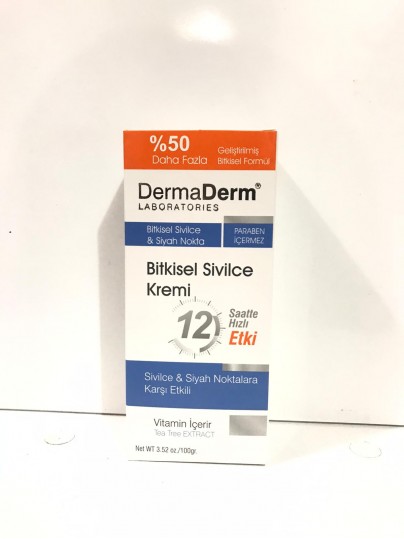 %50
Daha Fazla
Geliştirilmiş
Bitkisel Formül
DermaDerm®
LABORATORIES
Bitkisel Sivilce
& Siyah Nokta
PARABEN
İÇERMEZ
Bitkisel Sivilce
Kremi
12
Saatte
Hızlı
Etki
Sivilce & Siyah Noktalara
Karşı Etkili
Vitamin İçerir
Tea Tree EXTRACT
Net WT 3.52 oz./100gr.